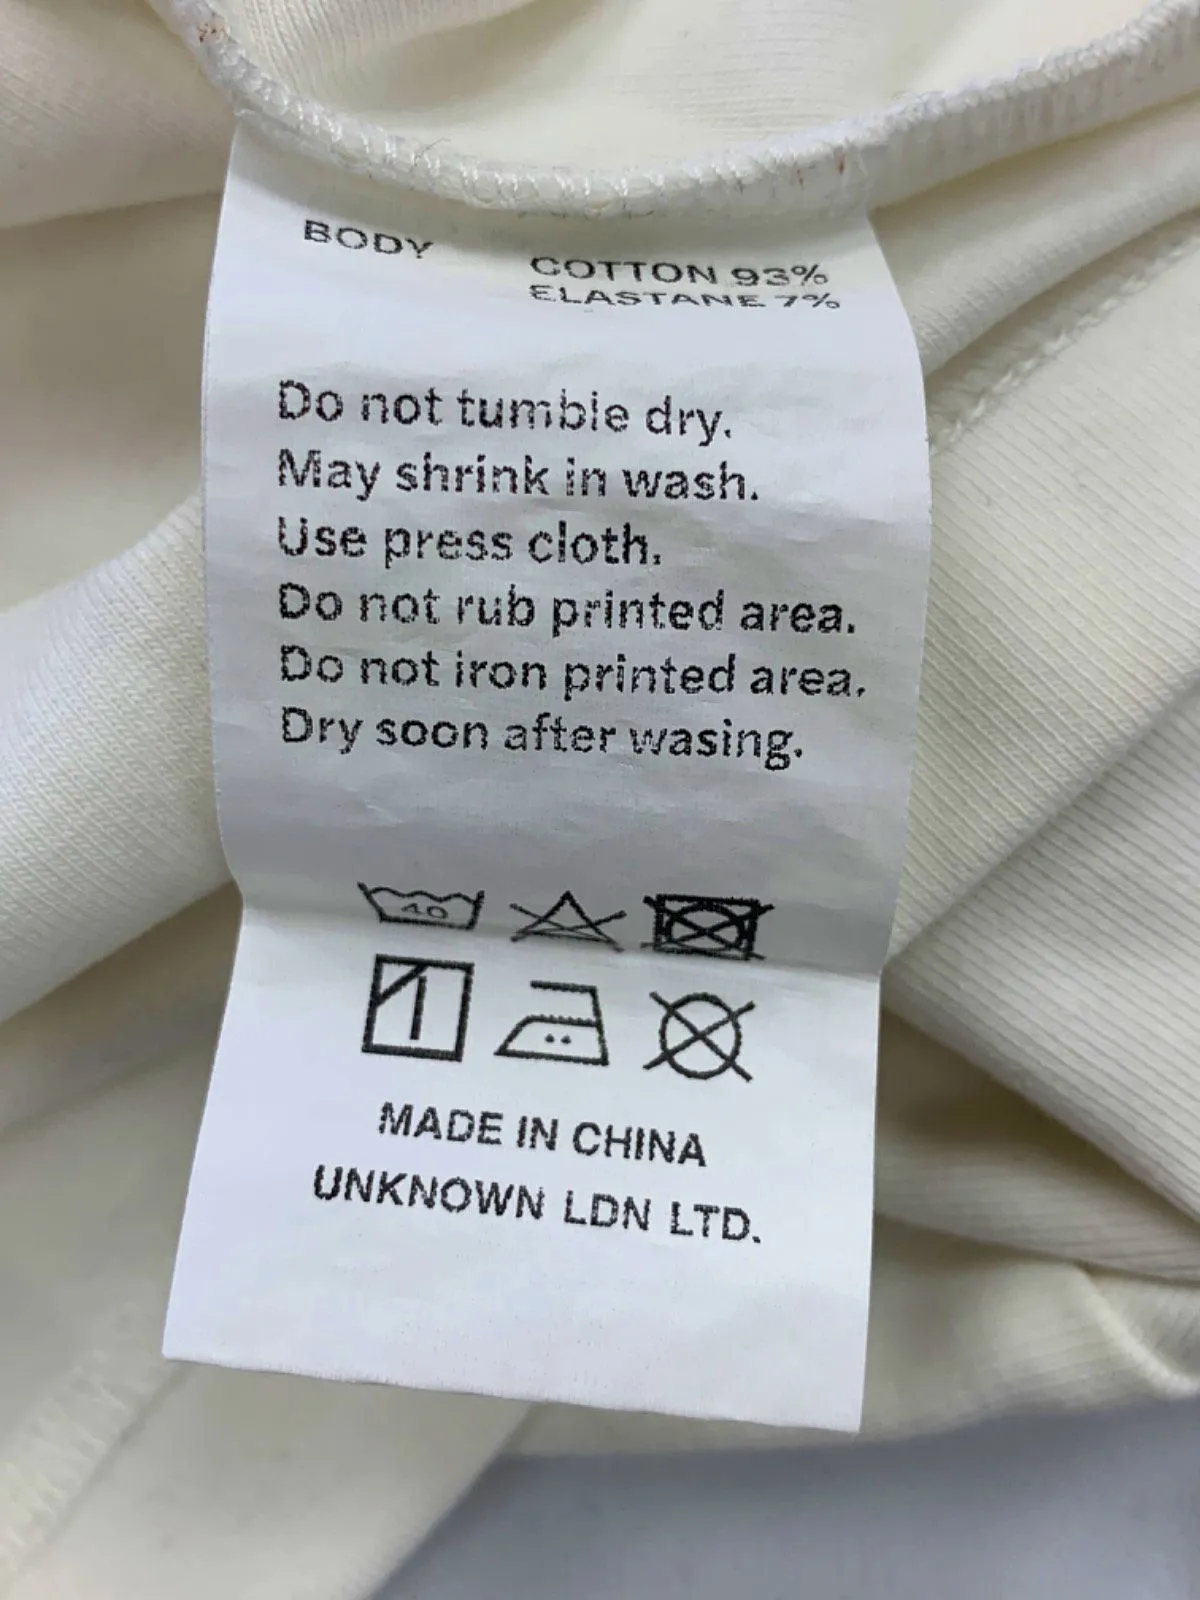 BODY COTTON 93%
ELASTANE 7%
Do not tumble dry.
May shrink in wash.
Use press cloth.
Do not rub printed area.
Do not iron printed area.
Dry soon after wasing.
40
MADE IN CHINA
UNKNOWN LDN LTD.